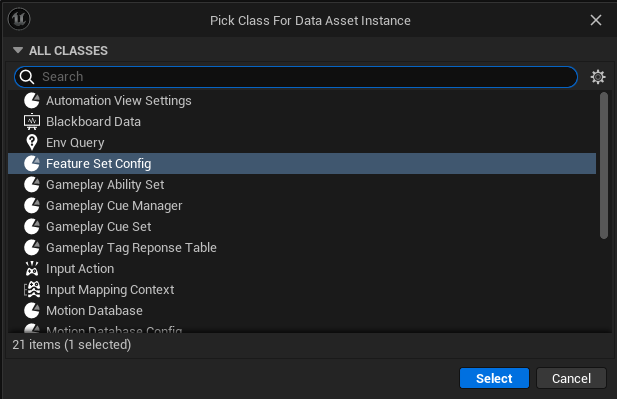 Pick Class For Data Asset Instance
ALL CLASSES
Search
Automation View Settings
Blackboard Data
Env Query
Feature Set Config
Gameplay Ability Set
Gameplay Cue Manager
Gameplay Cue Set
Gameplay Tag Reponse Table
Input Action
Input Mapping Context
Motion Database
Motion Database Config
21 items (1 selected)
Select
Cancel